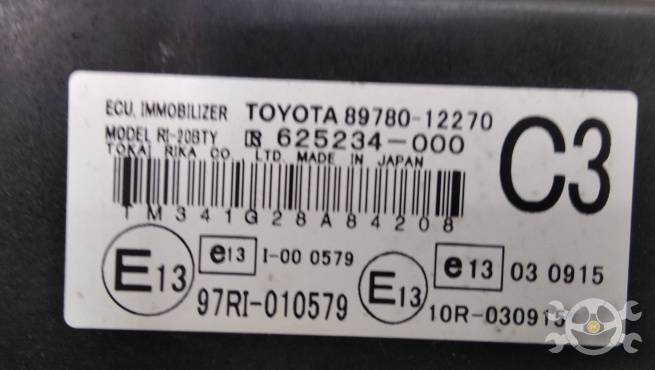 ECU, IMMOBILIZER TOYOTA 89780-12270
MODEL RI-20BTY 625234-000
TOKAI RIKA CO., LTD. MADE IN JAPAN
C3
TM341G28A84208
E13 e13 I-00 0579
97RI-010579
E13 e13 03 0915
10R-030915